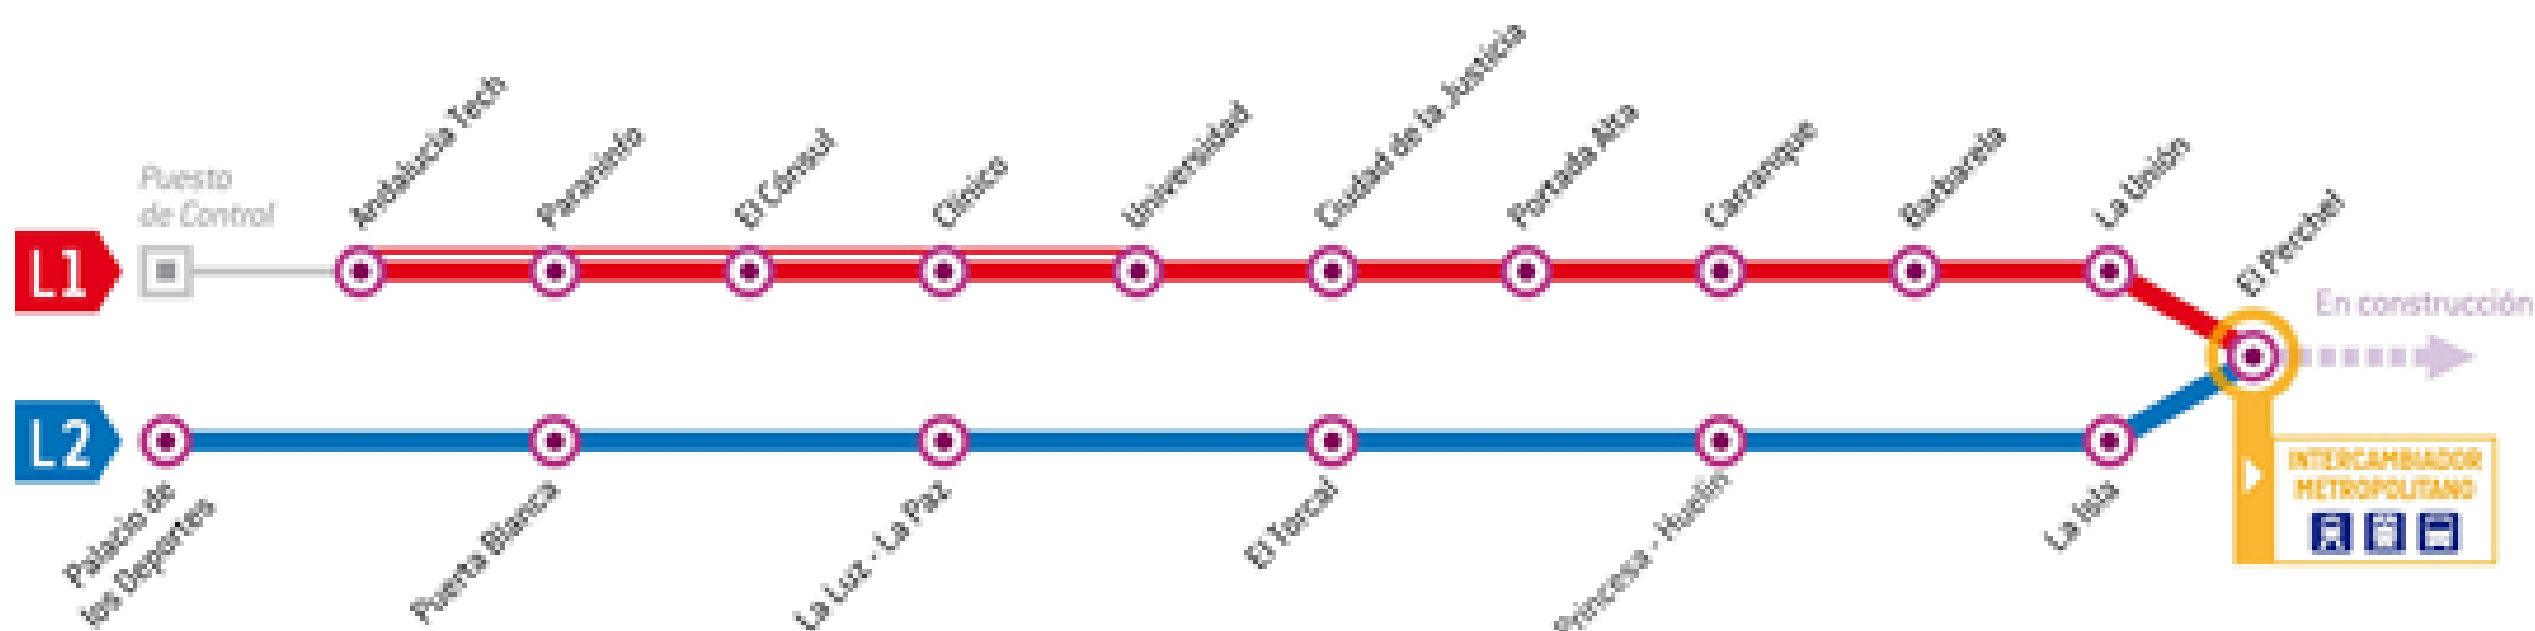 Puesto
de Control
L1
Andalucía Tech
Paraninfo
El Cónsul
Clínico
Universidad
Ciudad de la Justicia
Portada Alta
Carranque
Barbarela
La Unión
El Perchel
En construcción
L2
Palacio de
los Deportes
Puerta Blanca
La Luz - La Paz
El Torcal
Princesa - Huelin
La Isla
INTERCAMBIADOR
METROPOLITANO